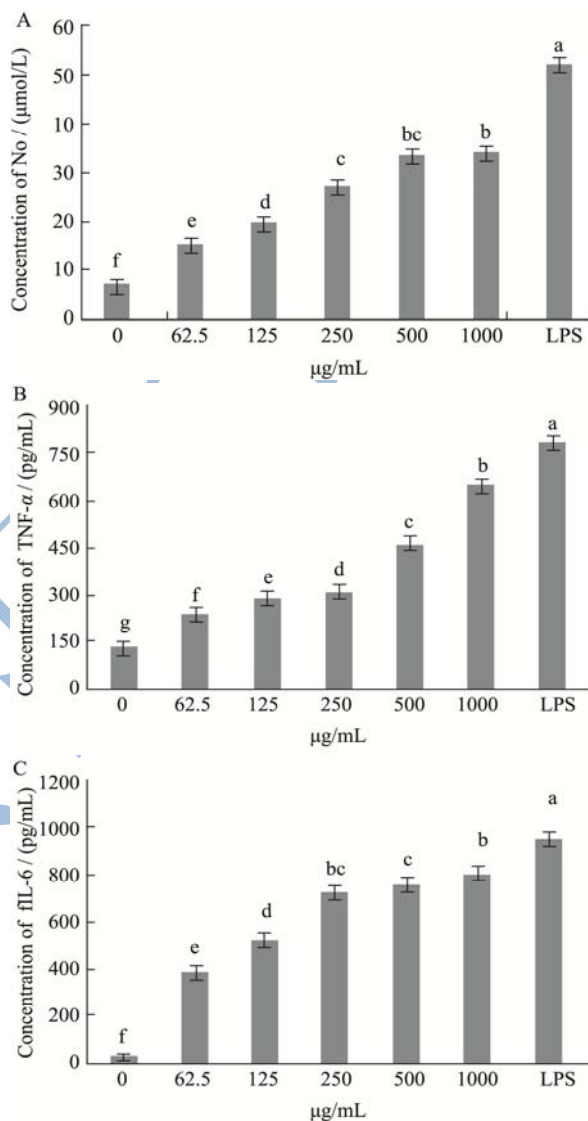 A
Concentration of No / (μmol/L)
60
50
10
30
20
10
0
f
e
d
c
bc
b
a
0 62.5 125 250 500 1000 LPS
μg/mL
B
Concentration of TNF-α / (pg/mL)
900
750
600
450
300
150
0
g
f
e
d
c
b
a
0 62.5 125 250 500 1000 LPS
μg/mL
C
Concentration of fIL-6 / (pg/mL)
1200
1000
800
600
400
200
0
f
e
d
bc
c
b
a
0 62.5 125 250 500 1000 LPS
μg/mL